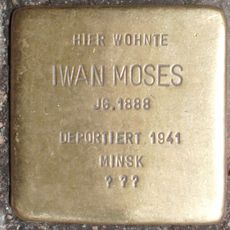 HIER WOHNTE
IWAN MOSES
JG. 1888
DEPORTIERT 1941
MINSK
? ? ?